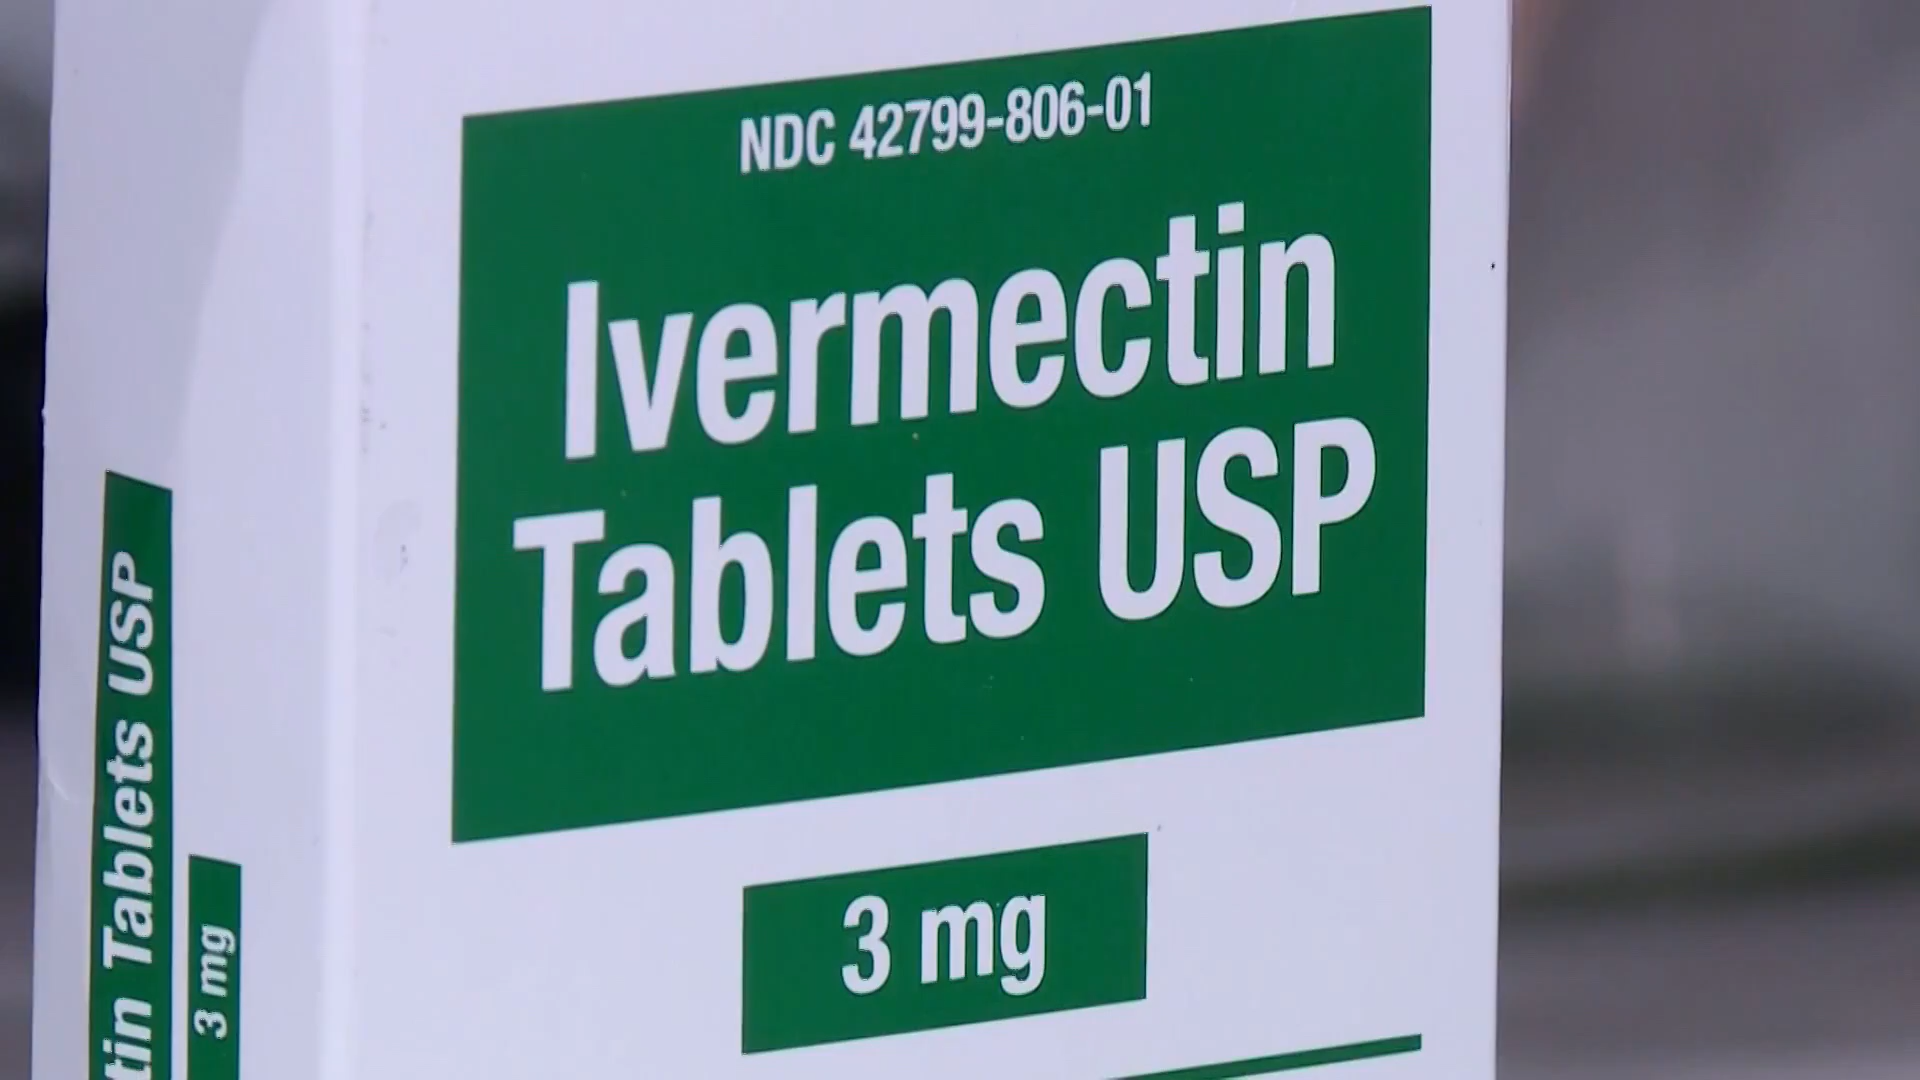 NDC 42799-806-01
Ivermectin
Tablets USP
3 mg
tin Tablets USP
3 mg